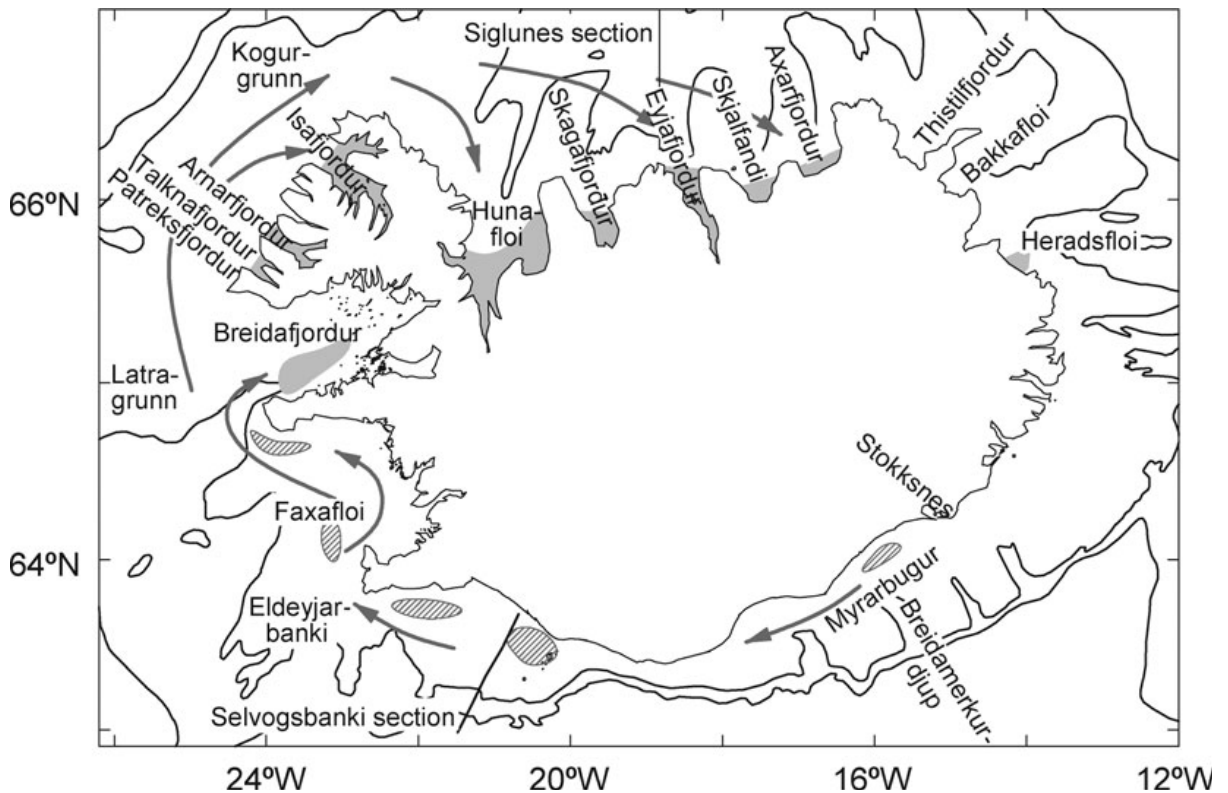 Siglunes section
Kogur-
grunn
Isafjordur
Arnarfjordur
Talknafjordur
Patreksfjordur
Skagafjordur
Eyjafjordur
Skjalfandi
Axarfjordur
Thistilfjordur
Bakkafloi
66ºN
Huna-
floi
Heradsfloi
Breidafjordur
Latra-
grunn
Stokksnes
Faxafloi
64ºN
Myrarbugur
Breidamerkur-
djup
Eldeyjar-
banki
Selvogsbanki section
24ºW
20ºW
16ºW
12ºW